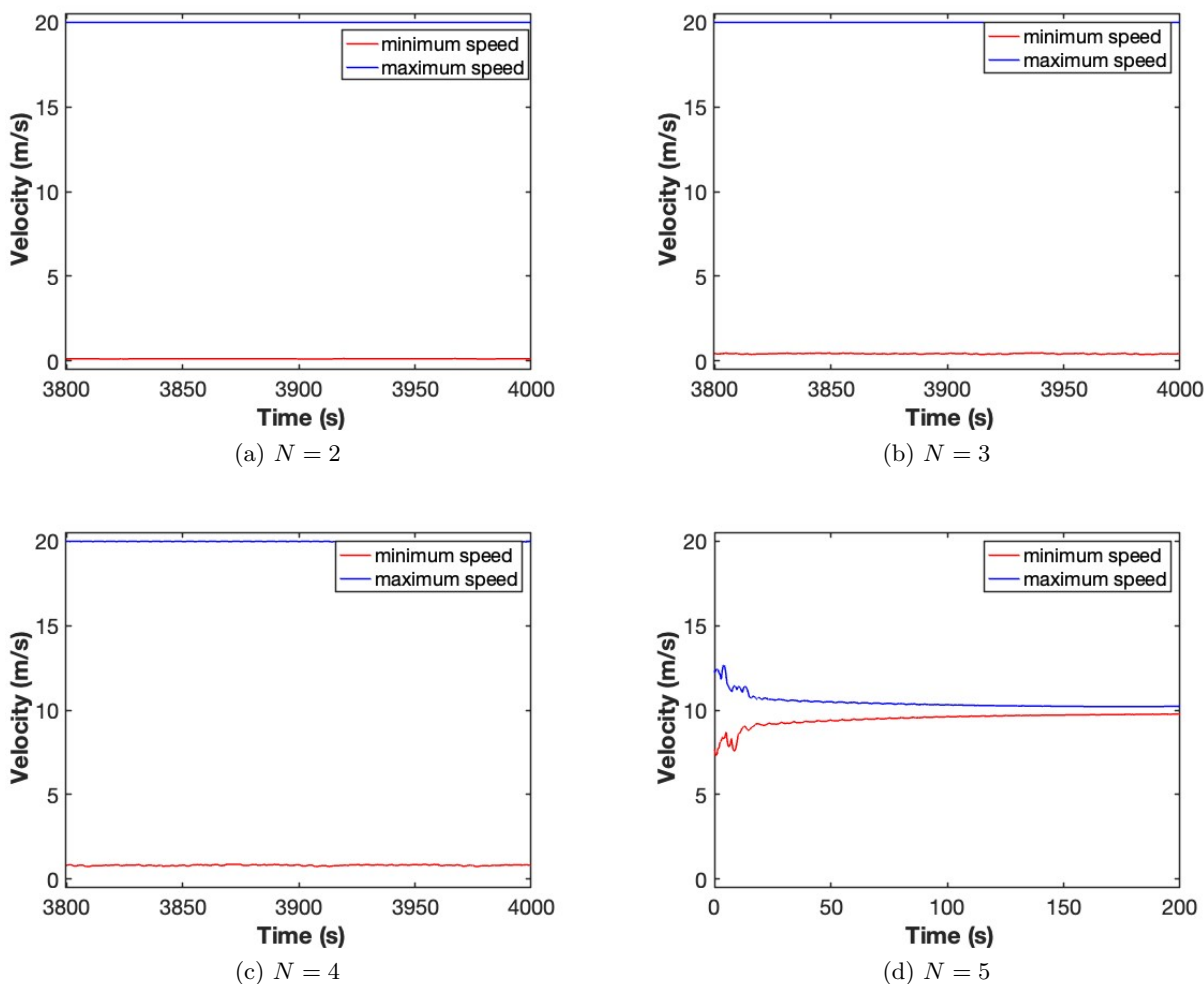 20
15
10
5
0
Velocity (m/s)
minimum speed
maximum speed
3800 3850 3900 3950 4000
Time (s)
(a) N = 2
20
15
10
5
0
Velocity (m/s)
minimum speed
maximum speed
3800 3850 3900 3950 4000
Time (s)
(b) N = 3
20
15
10
5
0
Velocity (m/s)
minimum speed
maximum speed
3800 3850 3900 3950 4000
Time (s)
(c) N = 4
20
15
10
5
0
Velocity (m/s)
minimum speed
maximum speed
0 50 100 150 200
Time (s)
(d) N = 5